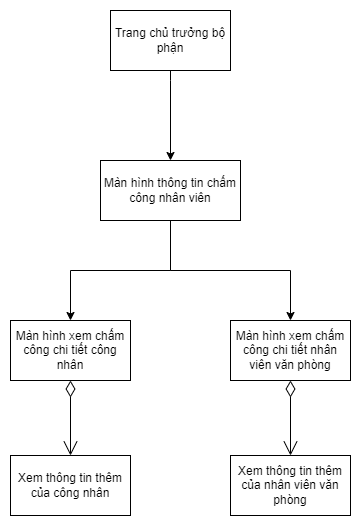 Trang chủ trưởng bộ
phận
Màn hình thông tin chấm
công nhân viên
Màn hình xem chấm
công chi tiết công
nhân
Màn hình xem chấm
công chi tiết nhân
viên văn phòng
Xem thông tin thêm
của công nhân
Xem thông tin thêm
của nhân viên văn
phòng